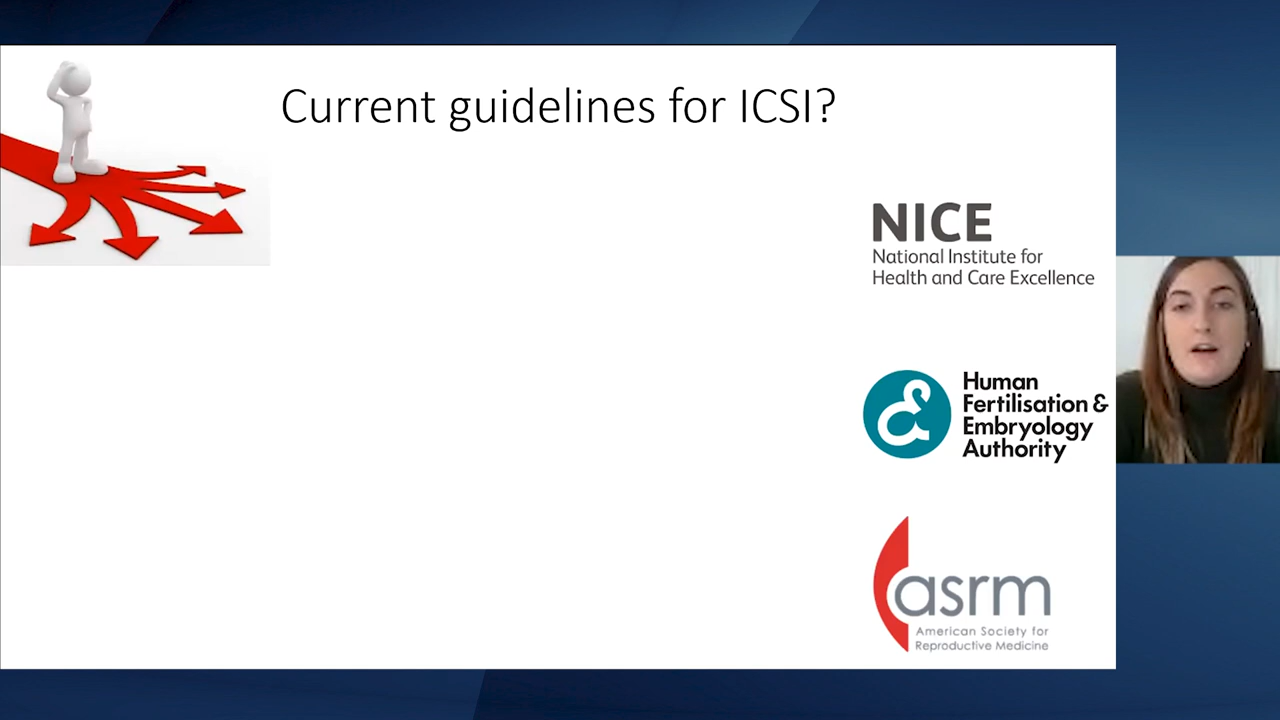 Current guidelines for ICSI?
NICE
National Institute for
Health and Care Excellence
Human
Fertilisation &
Embryology
Authority
asrm
American Society for
Reproductive Medicine